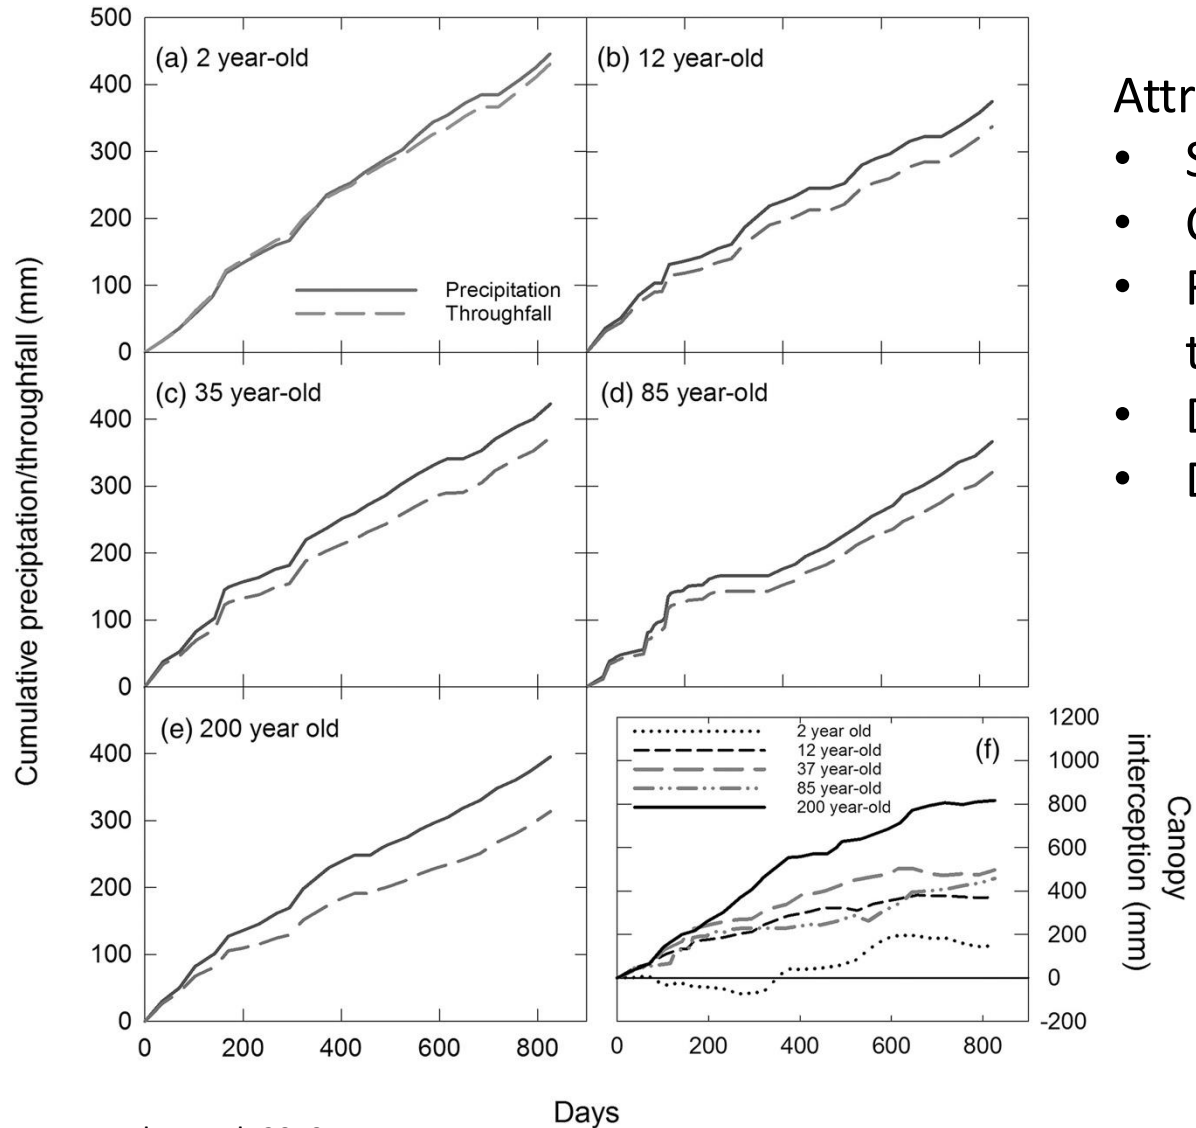 Cumulative preciptation/throughfall (mm)
500
400
300
200
100
0
(a) 2 year-old
Precipitation
Throughfall
(b) 12 year-old
400
300
200
100
0
(c) 35 year-old
(d) 85 year-old
400
300
200
100
0
(e) 200 year old
0
200
400
600
800
2 year old
12 year-old
37 year-old
85 year-old
200 year-old
(f)
1200
1000
800
600
400
200
0
-200
Canopy
interception (mm)
0
200
400
600
800
Days